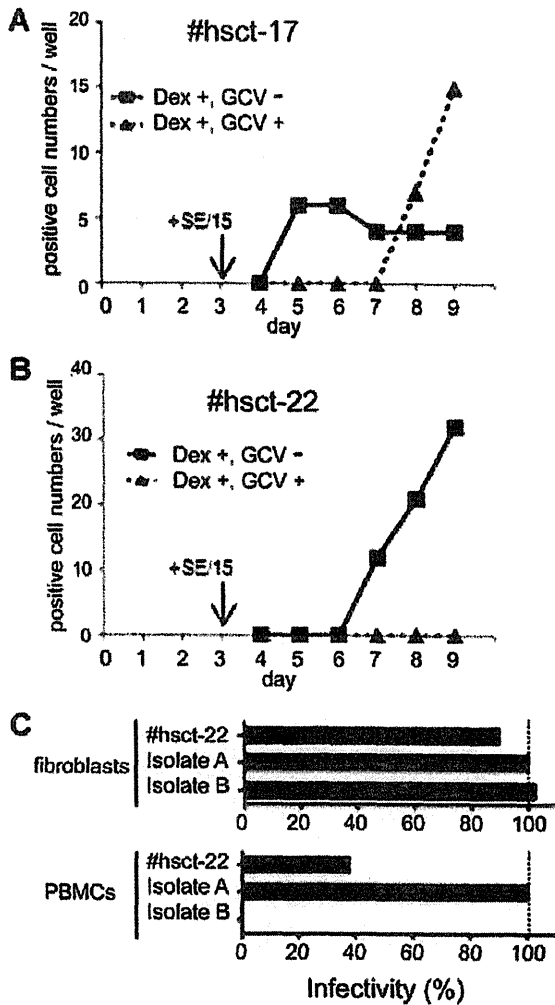 A
#hsct-17
positive cell numbers / well
20
15
10
5
0
Dex +, GCV -
Dex +, GCV +
+SE/15
0 1 2 3 4 5 6 7 8 9
day
B
#hsct-22
positive cell numbers / well
40
30
20
10
0
Dex +, GCV -
Dex +, GCV +
+SE/15
0 1 2 3 4 5 6 7 8 9
day
C
fibroblasts
#hsct-22
Isolate A
Isolate B
0 20 40 60 80 100
PBMCs
#hsct-22
Isolate A
Isolate B
0 20 40 60 80 100
Infectivity (%)